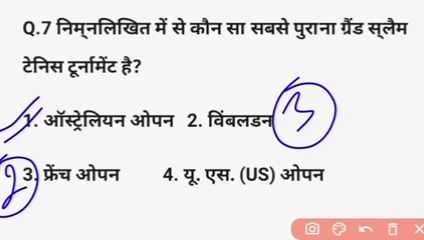 Q.7 निम्नलिखित में से कौन सा सबसे पुराना ग्रैंड स्लैम
टेनिस टूर्नामेंट है?
1. ऑस्ट्रेलियन ओपन 2. विंबलडन
3. फ्रेंच ओपन 4. यू. एस. (US) ओपन